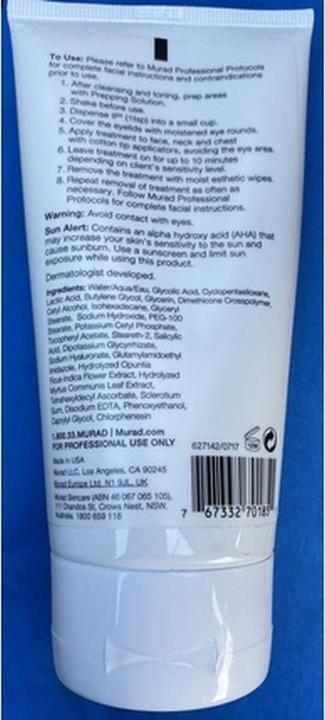 To Use: Please refer to Murad Professional Protocols
for complete facial instructions and contraindications
prior to use.
1. After cleansing and toning, prep areas
with Prepping Solution.
2. Shake before use.
3. Dispense (1tsp) into a small cup.
4. Cover the eyelids with moistened eye rounds.
5. Apply treatment to face, neck and chest
with cotton tip applicators, avoiding the eye area.
6. Leave treatment on for up to 10 minutes
depending on client's sensitivity level.
7. Remove the treatment with moist esthetic wipes.
8. Repeat removal of treatment as often as
necessary. Follow Murad Professional
Protocols for complete facial instructions.
Warning: Avoid contact with eyes.
Sun Alert: Contains an alpha hydroxy acid (AHA) that
may increase your skin's sensitivity to the sun and
cause sunburn. Use a sunscreen and limit sun
exposure while using this product.
Dermatologist developed.
Ingredients: Water/Aqua/Eau, Glycolic Acid, Cyclopentasiloxane,
Lactic Acid, Butylene Glycol, Glycerin, Dimethicone Crosspolymer,
Cetyl Alcohol, Isohexadecane, Glyceryl
Stearate, Sodium Hydroxide, PEG-100
Stearate, Potassium Cetyl Phosphate,
Tocopheryl Acetate, Steareth-2, Salicylic
Acid, Dipotassium Glycyrrhizate,
Sodium Hyaluronate, Glutamylamidoethyl
Imidazole, Hydrolyzed Opuntia
Ficus-Indica Flower Extract, Hydrolyzed
Myrtus Communis Leaf Extract,
Tetrahexyldecyl Ascorbate, Sclerotium
Gum, Disodium EDTA, Phenoxyethanol,
Caprylyl Glycol, Chlorphenesin
1.800.33.MURAD | Murad.com
FOR PROFESSIONAL USE ONLY
627142/0717
Made in USA
Murad LLC, Los Angeles, CA 90245
Murad Europe Ltd. N1 9JL, UK
Murad Skincare (ABN 46 067 065 105),
111 Chandos St, Crows Nest, NSW,
Australia. 1800 659 118
7 67332 70185